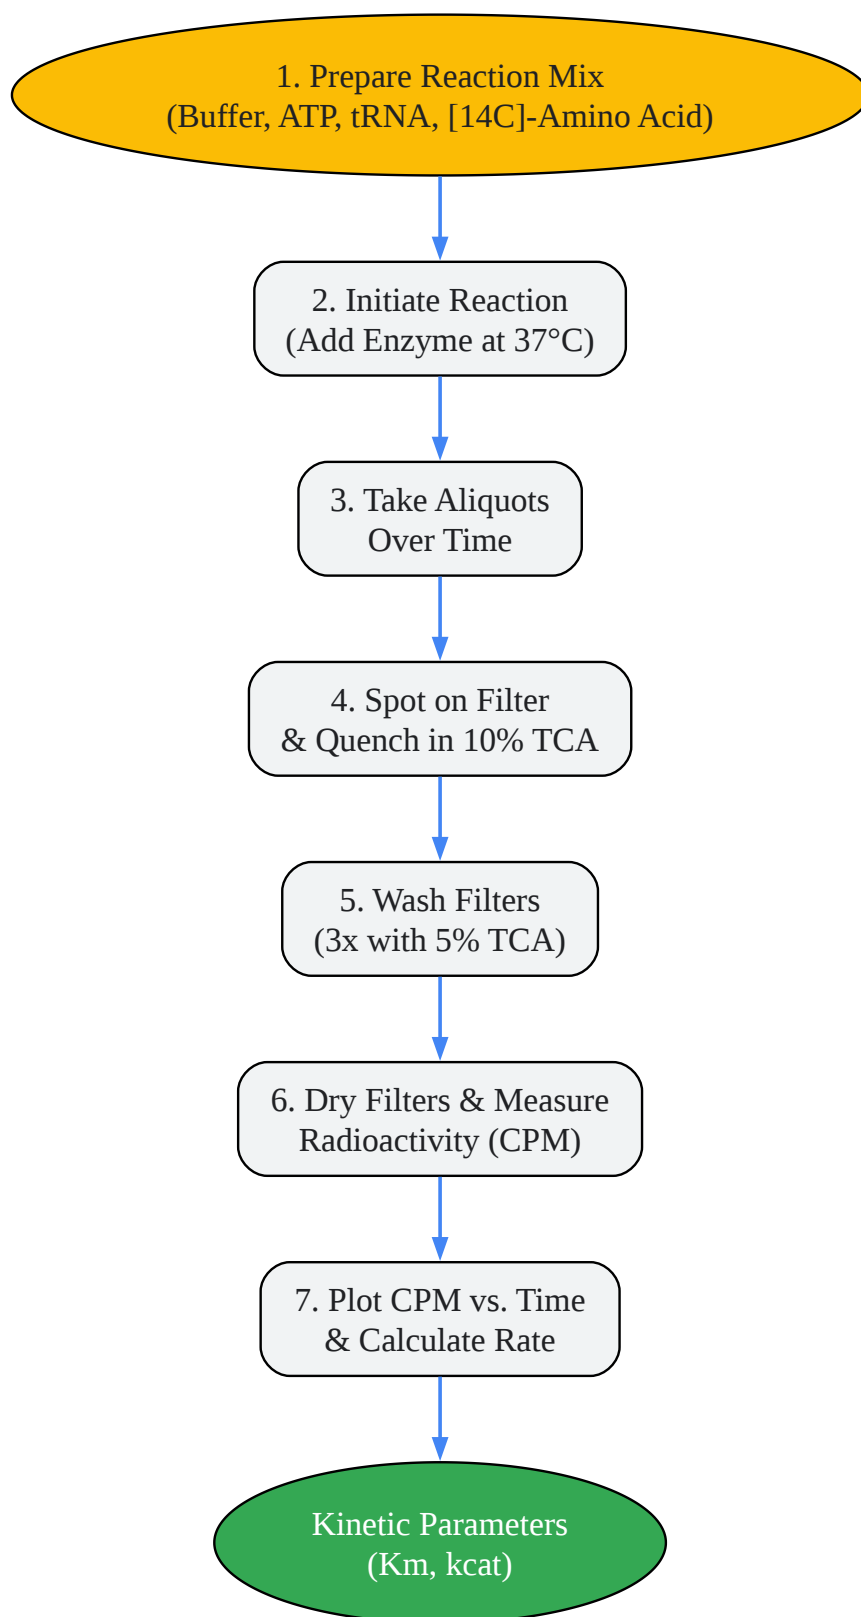 1. Prepare Reaction Mix
(Buffer, ATP, tRNA, [14C]-Amino Acid)
2. Initiate Reaction
(Add Enzyme at 37°C)
3. Take Aliquots
Over Time
4. Spot on Filter
& Quench in 10% TCA
5. Wash Filters
(3x with 5% TCA)
6. Dry Filters & Measure
Radioactivity (CPM)
7. Plot CPM vs. Time
& Calculate Rate
Kinetic Parameters
(Km, kcat)